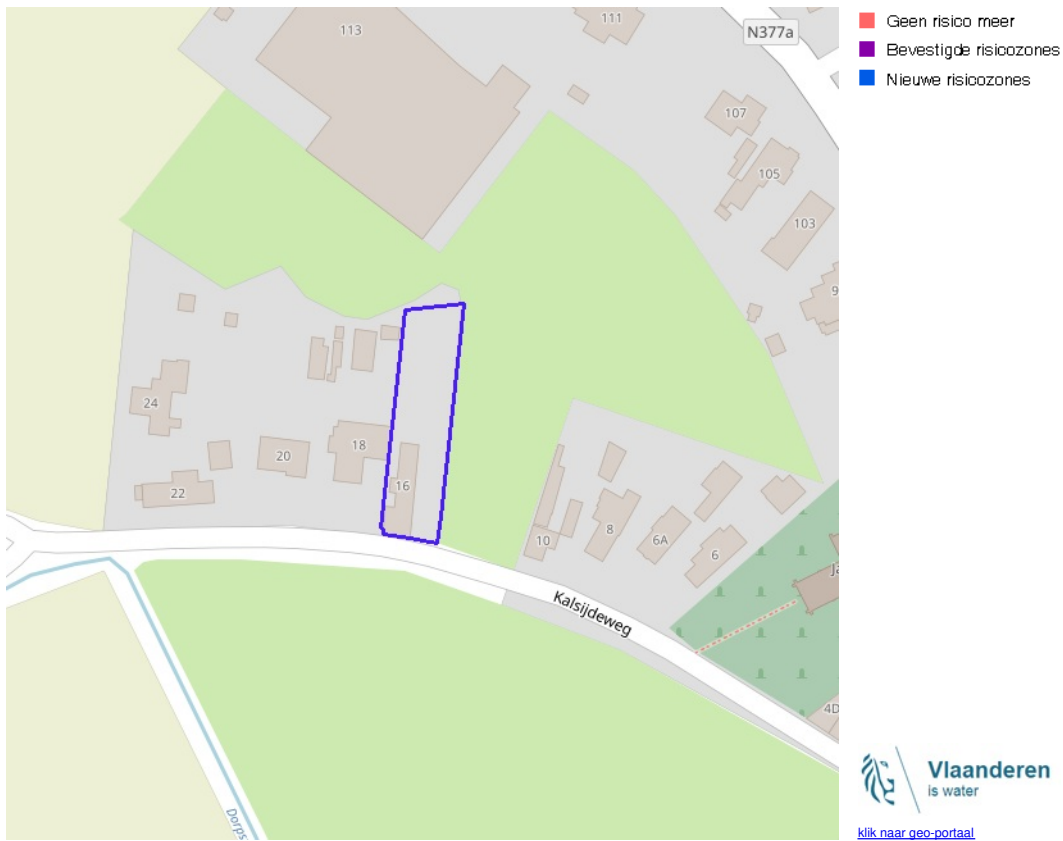 113
111
N377a
107
105
103
9
24
18
20
16
22
10
8
6A
6
Kalsijdeweg
Ja
4D
Dorps
Geen risico meer
Bevestigde risicozones
Nieuwe risicozones
Vlaanderen
is water
klik naar geo-portaal